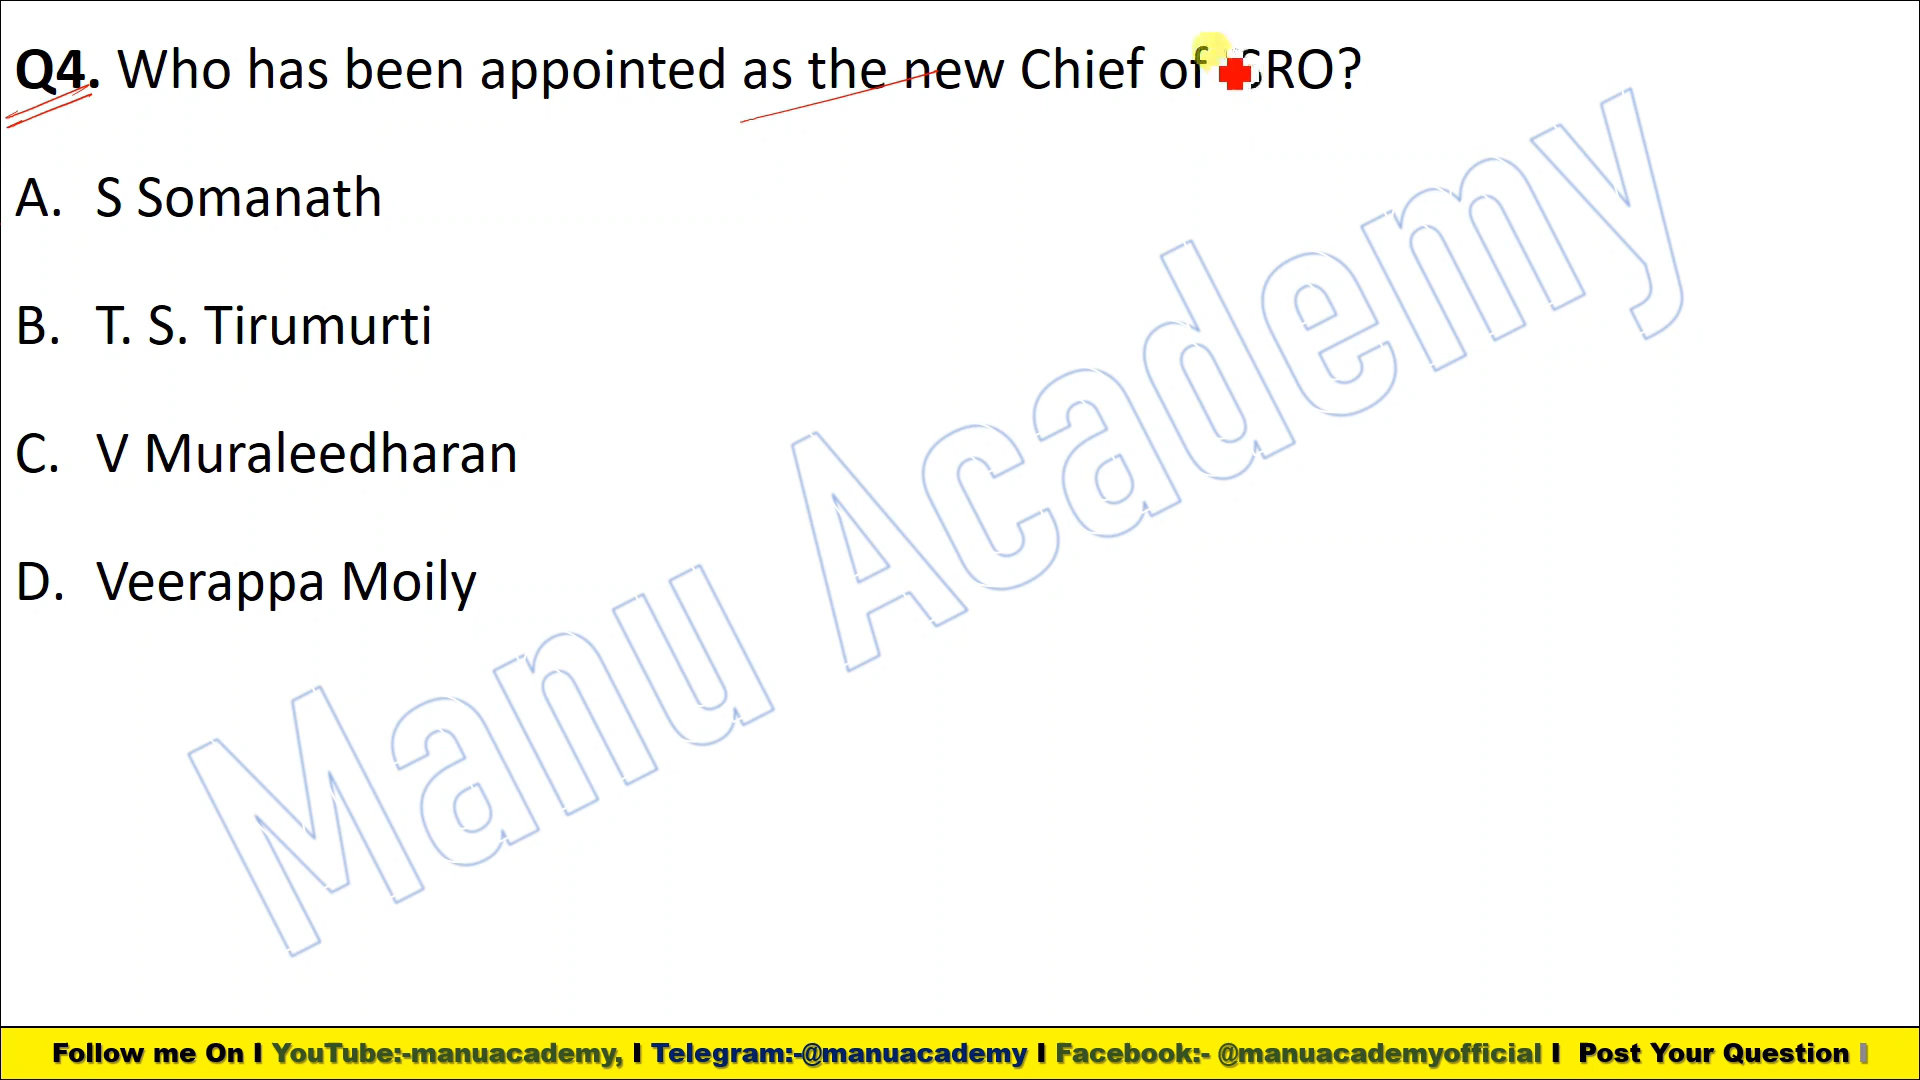 Q4. Who has been appointed as the new Chief of ISRO?
A. S Somanath
B. T. S. Tirumurti
C. V Muraleedharan
D. Veerappa Moily
Manu Academy
Follow me On I YouTube:-manuacademy, I Telegram:-@manuacademy I Facebook:- @manuacademyofficial I Post Your Question I